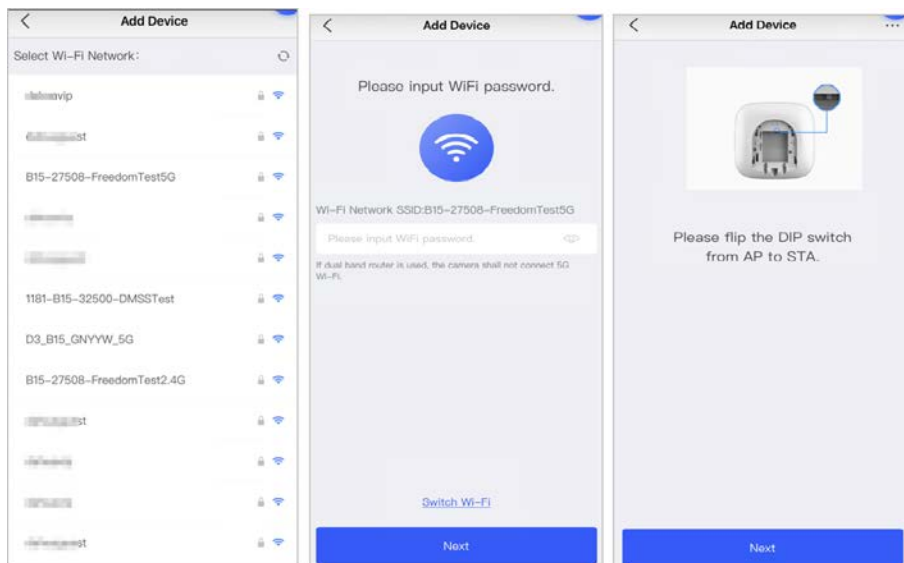 Add Device
Select Wi-Fi Network:
B15-27508-FreedomTest5G
1181-B15-32500-DMSSTest
D3_B15_GNYYW_5G
B15-27508-FreedomTest2.4G
Add Device
Please input WiFi password.
Wi-Fi Network SSID:B15-27508-FreedomTest5G
Please input WiFi password.
If dual band router is used, the camera shall not connect 5G
Wi-Fi.
Switch Wi-Fi
Next
Add Device
Please flip the DIP switch
from AP to STA.
Next